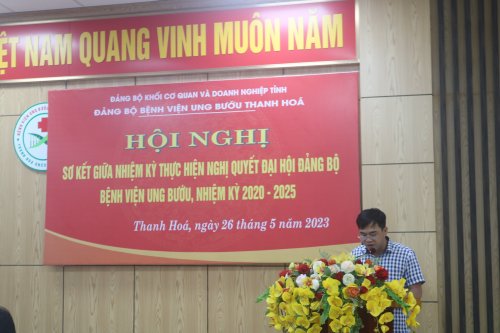 VIỆT NAM QUANG VINH MUÔN NĂM
ĐẢNG BỘ KHỐI CƠ QUAN VÀ DOANH NGHIỆP TỈNH
ĐẢNG BỘ BỆNH VIỆN UNG BƯỚU THANH HOÁ
HỘI NGHỊ
SƠ KẾT GIỮA NHIỆM KỲ THỰC HIỆN NGHỊ QUYẾT ĐẠI HỘI ĐẢNG BỘ
BỆNH VIỆN UNG BƯỚU, NHIỆM KỲ 2020 - 2025
Thanh Hoá, ngày 26 tháng 5 năm 2023